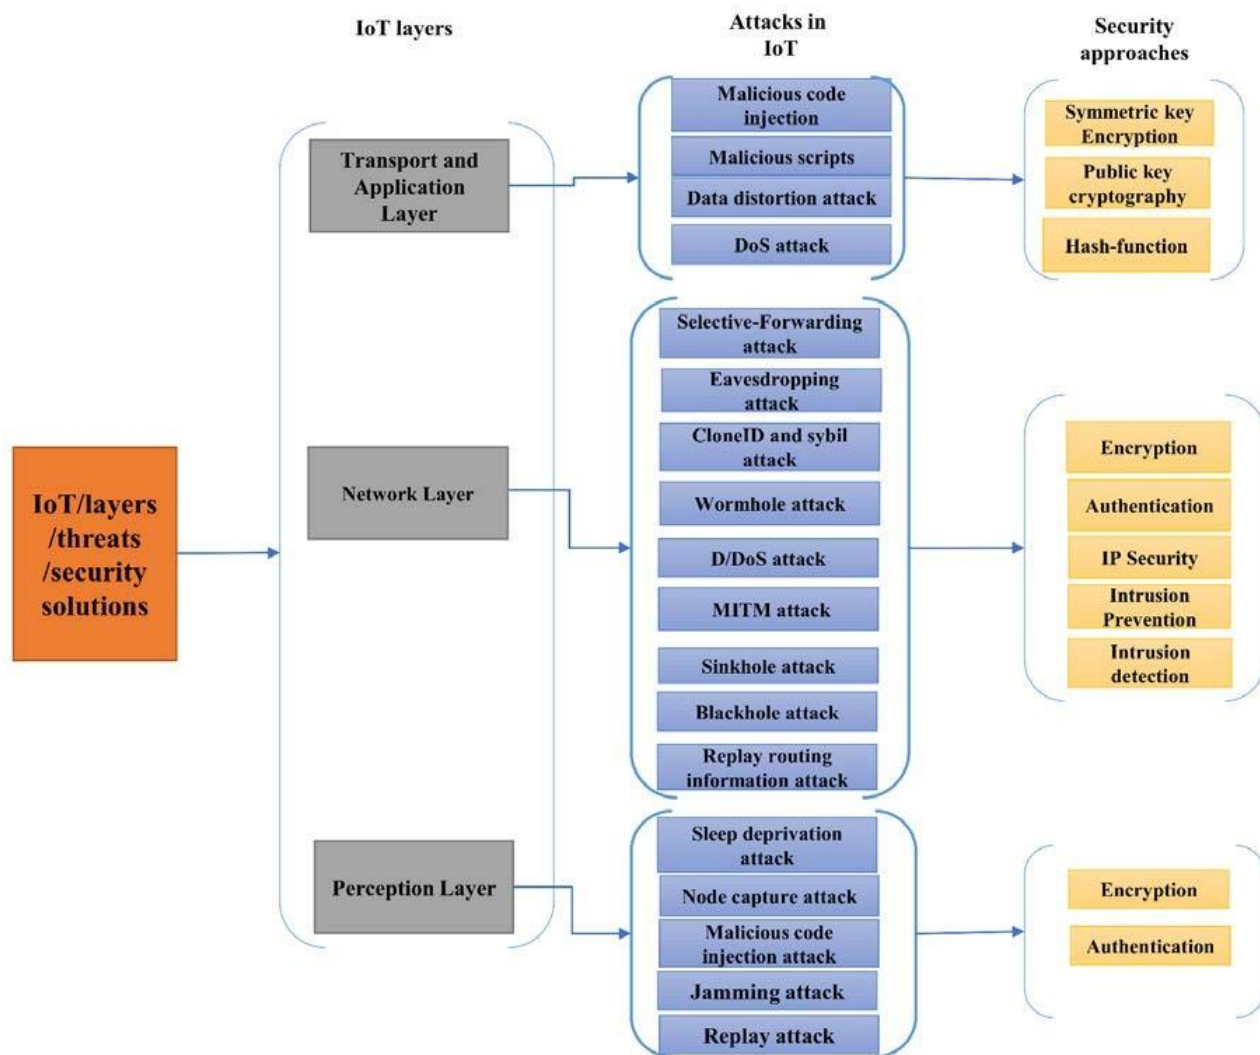 IoT layers
Attacks in
IoT
Security
approaches
Malicious code
injection
Malicious scripts
Data distortion attack
DoS attack
Symmetric key
Encryption
Public key
cryptography
Hash-function
Transport and
Application
Layer
Selective-Forwarding
attack
Eavesdropping
attack
CloneID and sybil
attack
Wormhole attack
D/DoS attack
MITM attack
Sinkhole attack
Blackhole attack
Replay routing
information attack
Encryption
Authentication
IP Security
Intrusion
Prevention
Intrusion
detection
Network Layer
IoT/layers
/threats
/security
solutions
Perception Layer
Sleep deprivation
attack
Node capture attack
Malicious code
injection attack
Jamming attack
Replay attack
Encryption
Authentication